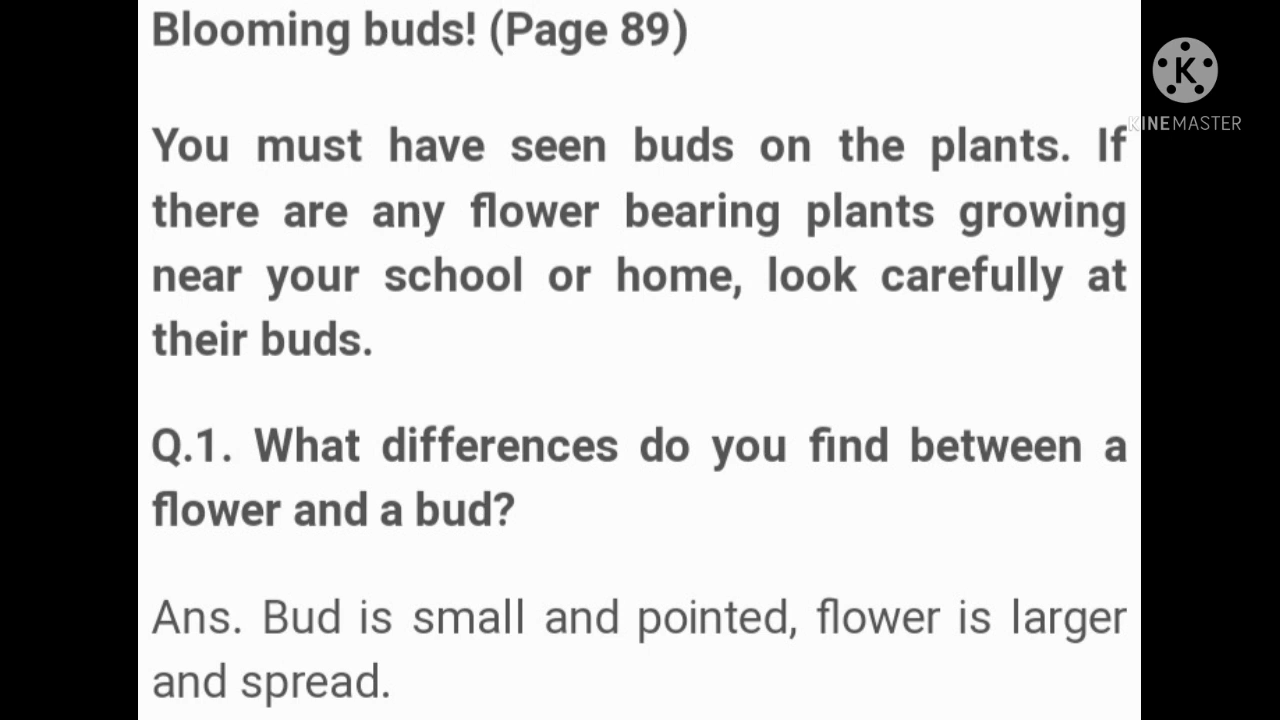 Blooming buds! (Page 89)
K
KINEMASTER
You must have seen buds on the plants. If
there are any flower bearing plants growing
near your school or home, look carefully at
their buds.
Q.1. What differences do you find between a
flower and a bud?
Ans. Bud is small and pointed, flower is larger
and spread.